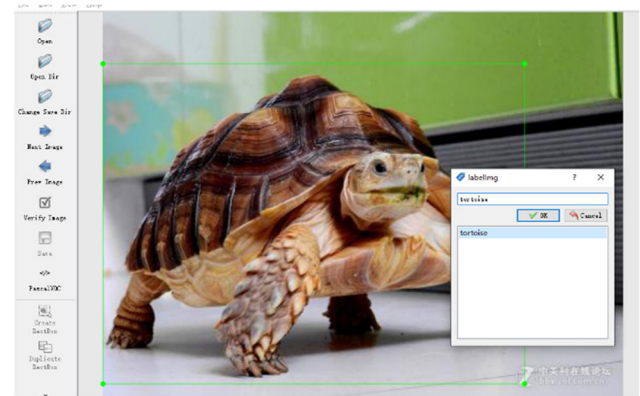 Open
Open Dir
Change Save Dir
Next Image
Prev Image
Verify Image
Save
</>
PascalVOC
Create
RectBox
Duplicate
RectBox
labelImg
?
tortoise
OK
Cancel
tortoise